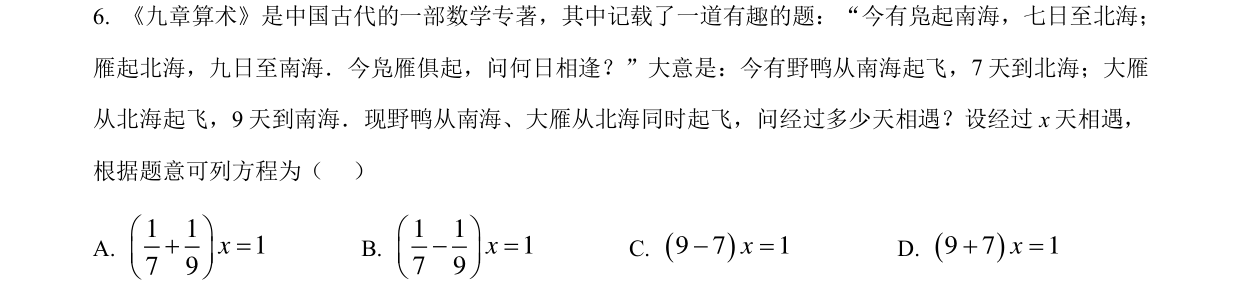 6. 《九章算术》是中国古代的一部数学专著，其中记载了一道有趣的题：“今有凫起南海，七日至北海；
雁起北海，九日至南海．今凫雁俱起，问何日相逢？”大意是：今有野鸭从南海起飞，7 天到北海；大雁
从北海起飞，9 天到南海．现野鸭从南海、大雁从北海同时起飞，问经过多少天相遇？设经过 x 天相遇，
根据题意可列方程为（　）
A. (1/7+1/9)x=1 B. (1/7−1/9)x=1 C. (9−7)x=1 D. (9+7)x=1